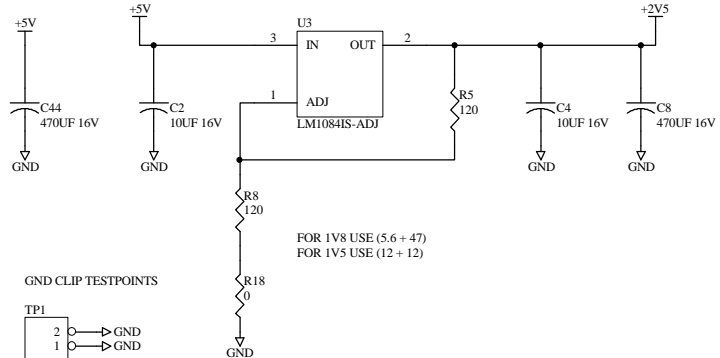 +5V
C44
470UF 16V
GND
+5V
C2
10UF 16V
GND
U3
3 IN OUT 2
1 ADJ
LM1084IS-ADJ
R5
120
+2V5
C4
10UF 16V
GND
C8
470UF 16V
GND
R8
120
R18
0
GND
FOR 1V8 USE (5.6 + 47)
FOR 1V5 USE (12 + 12)
GND CLIP TESTPOINTS
TP1
2 GND
1 GND